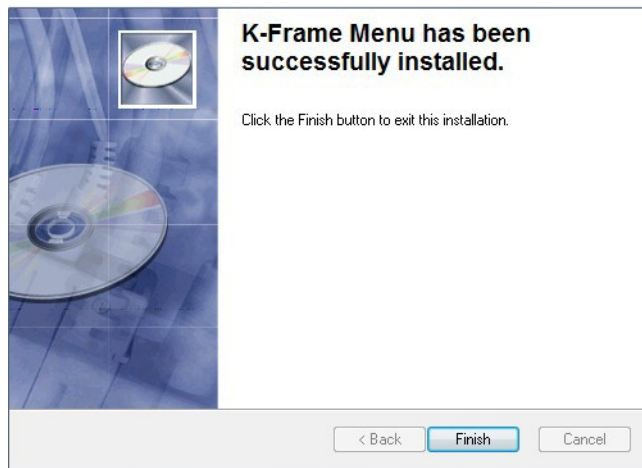 K-Frame Menu has been
successfully installed.
Click the Finish button to exit this installation.
< Back
Finish
Cancel